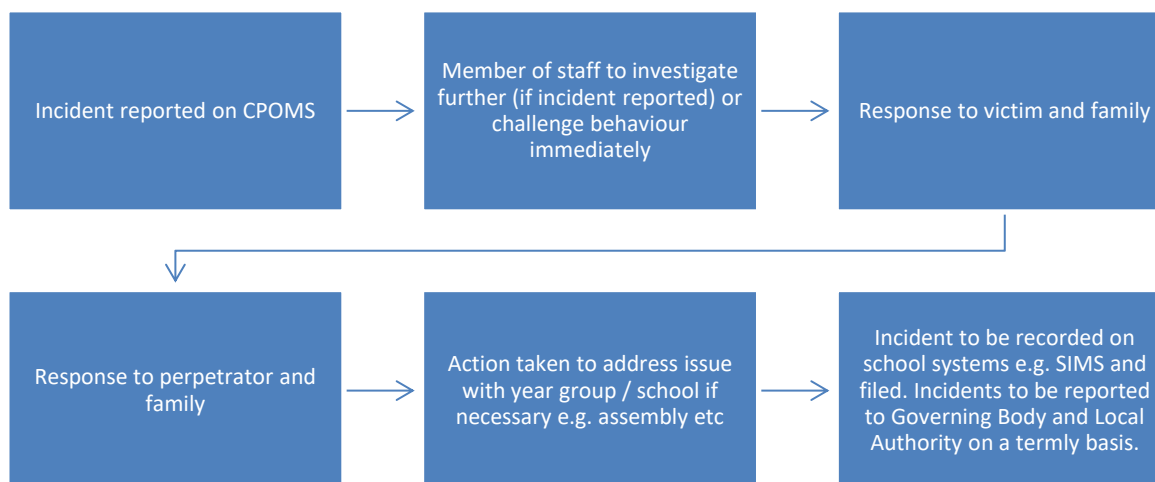 Incident reported on CPOMS
Member of staff to investigate
further (if incident reported) or
challenge behaviour
immediately
Response to victim and family
Response to perpetrator and
family
Action taken to address issue
with year group / school if
necessary e.g. assembly etc
Incident to be recorded on
school systems e.g. SIMS and
filed. Incidents to be reported
to Governing Body and Local
Authority on a termly basis.